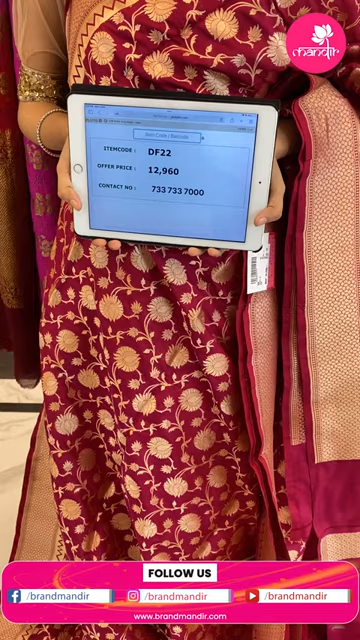 mandir
Item Code / Barcode
ITEMCODE : DF22
OFFER PRICE : 12,960
CONTACT NO : 733 733 7000
FOLLOW US
/brandmandir /brandmandir /brandmandir
www.brandmandir.com